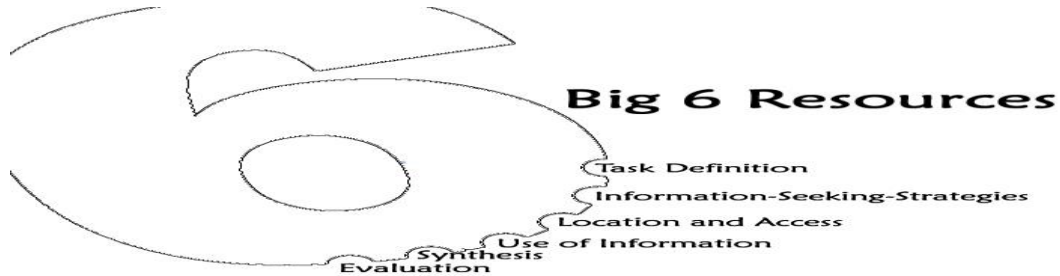 Big 6 Resources
Task Definition
Information-Seeking-Strategies
Location and Access
Use of Information
Synthesis
Evaluation